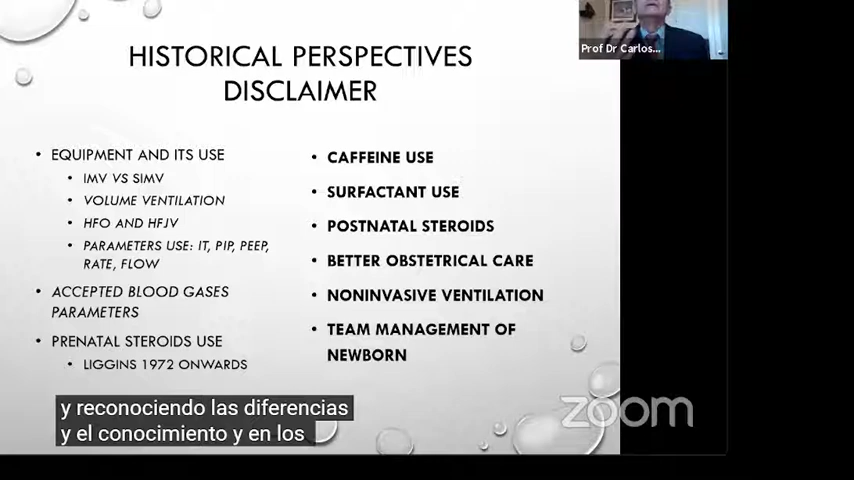 HISTORICAL PERSPECTIVES
DISCLAIMER
Prof Dr Carlos...
• EQUIPMENT AND ITS USE
• IMV VS SIMV
• VOLUME VENTILATION
• HFO AND HFJV
• PARAMETERS USE: IT, PIP, PEEP,
RATE, FLOW
• ACCEPTED BLOOD GASES
PARAMETERS
• PRENATAL STEROIDS USE
• LIGGINS 1972 ONWARDS
• CAFFEINE USE
• SURFACTANT USE
• POSTNATAL STEROIDS
• BETTER OBSTETRICAL CARE
• NONINVASIVE VENTILATION
• TEAM MANAGEMENT OF
NEWBORN
y reconociendo las diferencias
y el conocimiento y en los
zoom